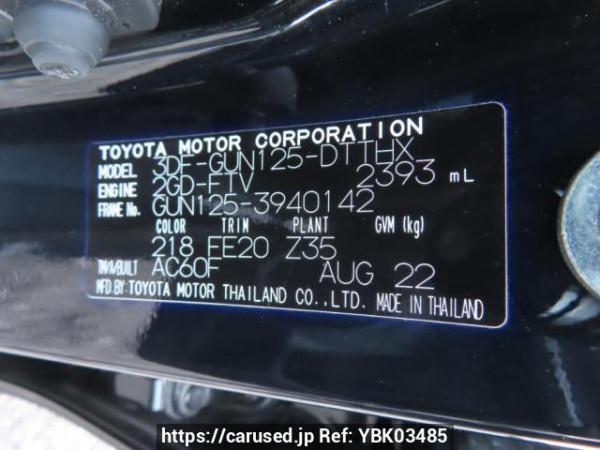 TOYOTA MOTOR CORPORATION
MODEL 3DF-GUN125-DTTHX
ENGINE 2GD-FTV 2393 mL
FRAME No. GUN125-3940142
COLOR TRIM PLANT GVM (kg)
218 FE20 Z35
TM/A/BUILT AC60F AUG 22
MFD.BY:TOYOTA MOTOR THAILAND CO.,LTD. MADE IN THAILAND
https://carused.jp Ref: YBK03485